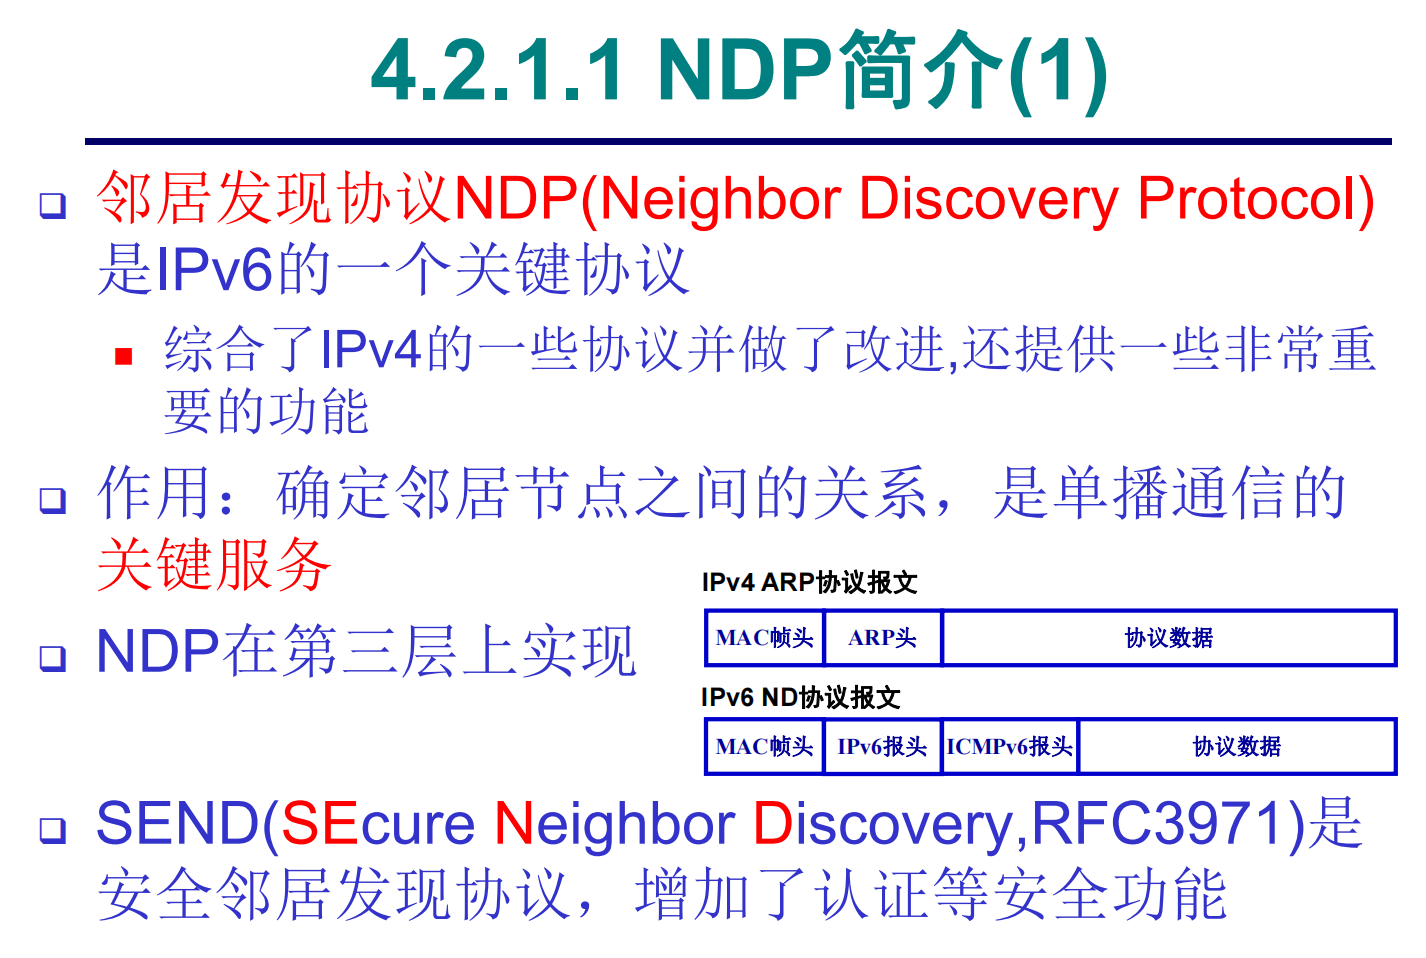 4.2.1.1 NDP简介(1)
邻居发现协议NDP(Neighbor Discovery Protocol)
是IPv6的一个关键协议
综合了IPv4的一些协议并做了改进,还提供一些非常重
要的功能
作用：确定邻居节点之间的关系，是单播通信的
关键服务
IPv4 ARP协议报文
MAC帧头 ARP头 协议数据
NDP在第三层上实现
IPv6 ND协议报文
MAC帧头 IPv6报头 ICMPv6报头 协议数据
SEND(SEcure Neighbor Discovery,RFC3971)是
安全邻居发现协议，增加了认证等安全功能